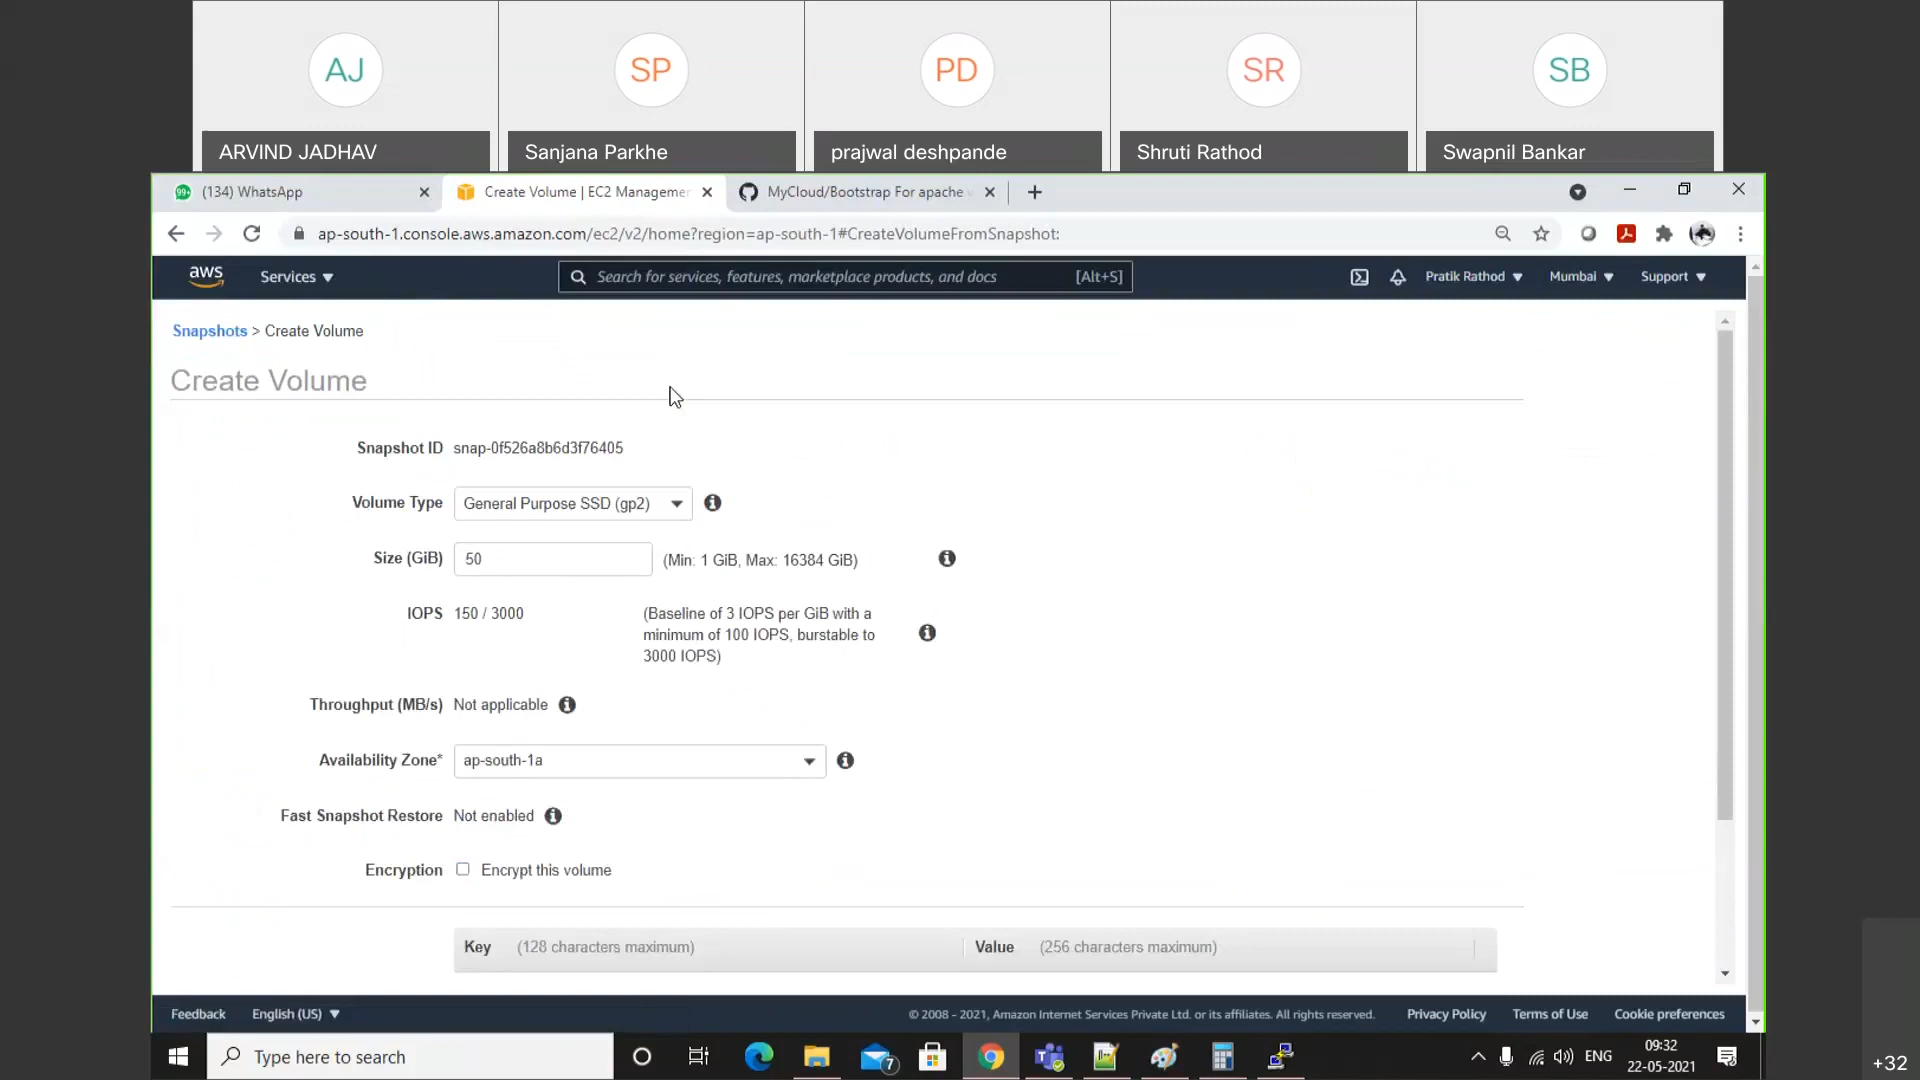 AJ
SP
PD
SR
SB
ARVIND JADHAV
Sanjana Parkhe
prajwal deshpande
Shruti Rathod
Swapnil Bankar
99+
(134) WhatsApp
Create Volume | EC2 Managemen
MyCloud/Bootstrap For apache
ap-south-1.console.aws.amazon.com/ec2/v2/home?region=ap-south-1#CreateVolumeFromSnapshot:
aws
Services
Search for services, features, marketplace products, and docs
[Alt+S]
Pratik Rathod
Mumbai
Support
Snapshots > Create Volume
Create Volume
Snapshot ID snap-0f526a8b6d3f76405
Volume Type General Purpose SSD (gp2)
Size (GiB) 50 (Min: 1 GiB, Max: 16384 GiB)
IOPS 150 / 3000 (Baseline of 3 IOPS per GiB with a
minimum of 100 IOPS, burstable to
3000 IOPS)
Throughput (MB/s) Not applicable
Availability Zone* ap-south-1a
Fast Snapshot Restore Not enabled
Encryption Encrypt this volume
Key (128 characters maximum) Value (256 characters maximum)
Feedback English (US) © 2008 - 2021, Amazon Internet Services Private Ltd. or its affiliates. All rights reserved. Privacy Policy Terms of Use Cookie preferences
Type here to search
7
ENG
09:32
22-05-2021
+32